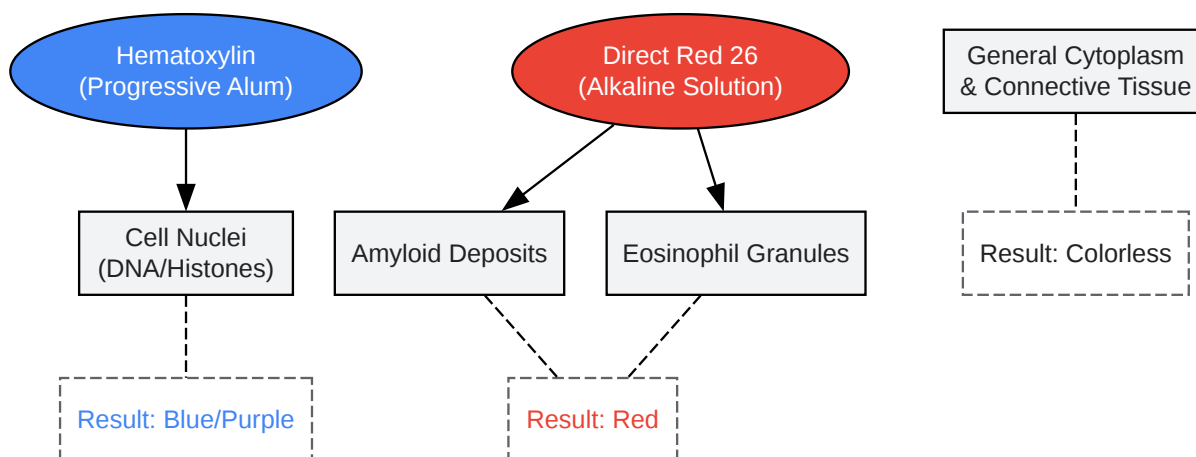 Hematoxylin
(Progressive Alum)
Direct Red 26
(Alkaline Solution)
General Cytoplasm
& Connective Tissue
Cell Nuclei
(DNA/Histones)
Amyloid Deposits
Eosinophil Granules
Result: Colorless
Result: Blue/Purple
Result: Red